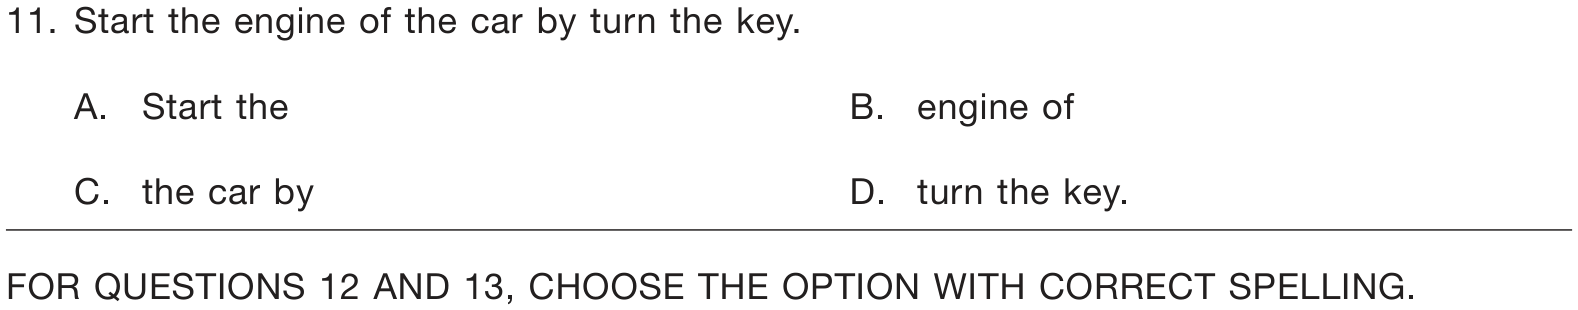 11. Start the engine of the car by turn the key.
A. Start the
B. engine of
C. the car by
D. turn the key.
FOR QUESTIONS 12 AND 13, CHOOSE THE OPTION WITH CORRECT SPELLING.